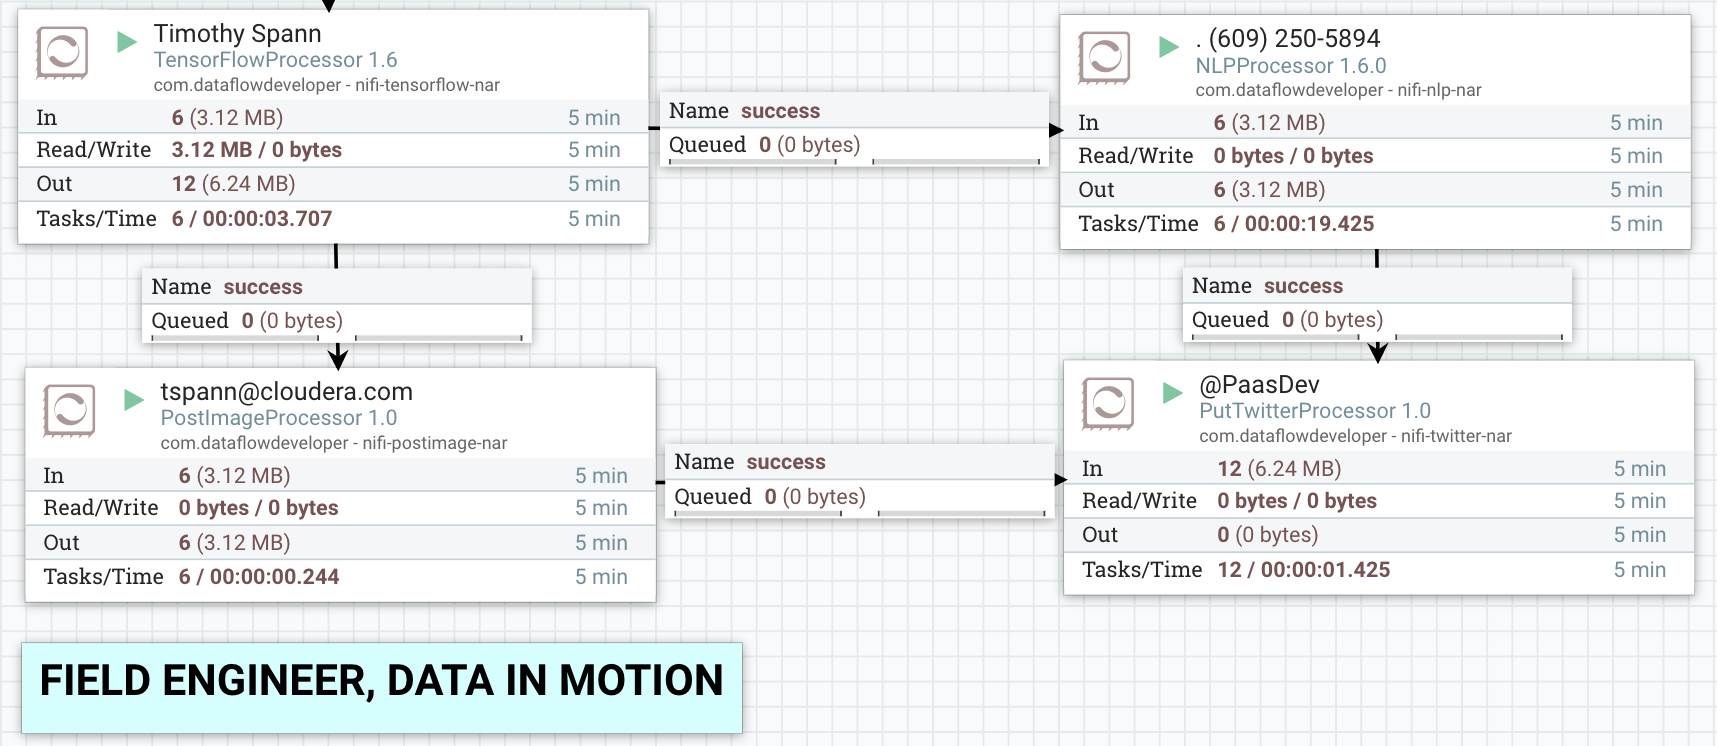 Timothy Spann
TensorFlowProcessor 1.6
com.dataflowdeveloper - nifi-tensorflow-nar
In 6 (3.12 MB) 5 min
Read/Write 3.12 MB / 0 bytes 5 min
Out 12 (6.24 MB) 5 min
Tasks/Time 6 / 00:00:03.707 5 min
Name success
Queued 0 (0 bytes)
. (609) 250-5894
NLPProcessor 1.6.0
com.dataflowdeveloper - nifi-nlp-nar
In 6 (3.12 MB) 5 min
Read/Write 0 bytes / 0 bytes 5 min
Out 6 (3.12 MB) 5 min
Tasks/Time 6 / 00:00:19.425 5 min
Name success
Queued 0 (0 bytes)
Name success
Queued 0 (0 bytes)
tspann@cloudera.com
PostImageProcessor 1.0
com.dataflowdeveloper - nifi-postimage-nar
In 6 (3.12 MB) 5 min
Read/Write 0 bytes / 0 bytes 5 min
Out 6 (3.12 MB) 5 min
Tasks/Time 6 / 00:00:00.244 5 min
Name success
Queued 0 (0 bytes)
@PaasDev
PutTwitterProcessor 1.0
com.dataflowdeveloper - nifi-twitter-nar
In 12 (6.24 MB) 5 min
Read/Write 0 bytes / 0 bytes 5 min
Out 0 (0 bytes) 5 min
Tasks/Time 12 / 00:00:01.425 5 min
FIELD ENGINEER, DATA IN MOTION